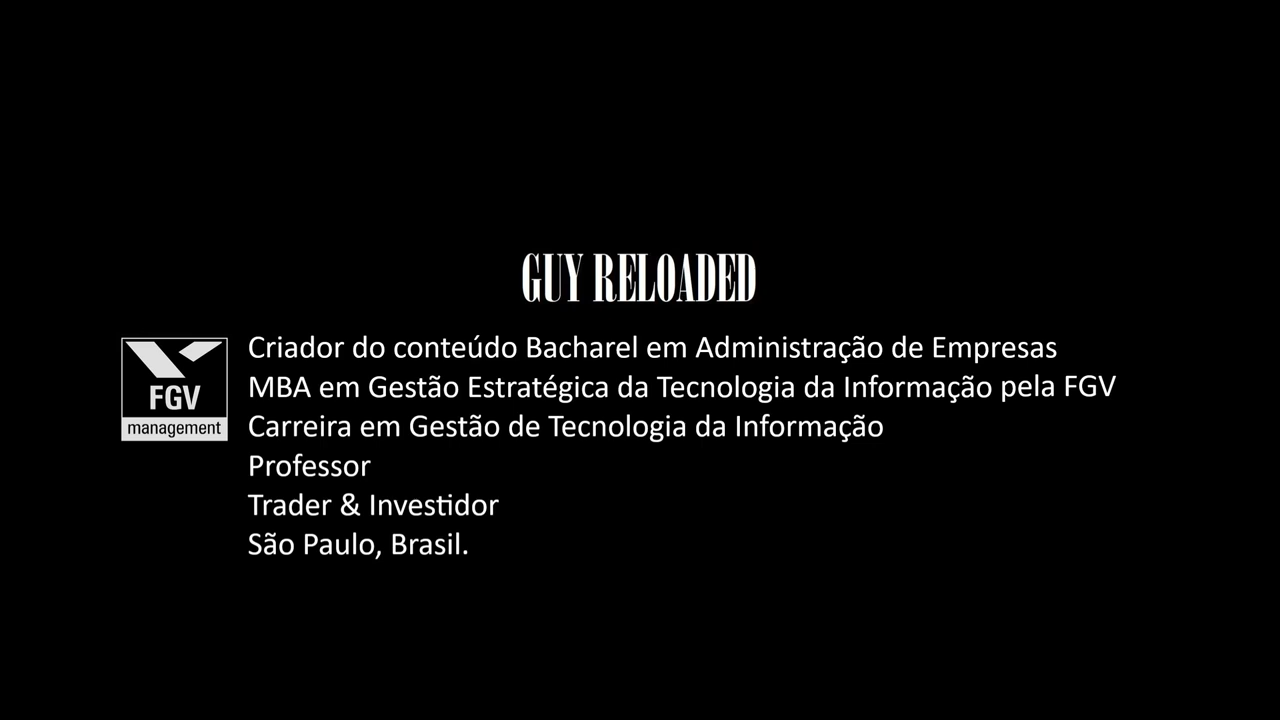 GUY RELOADED
FGV
management
Criador do conteúdo Bacharel em Administração de Empresas
MBA em Gestão Estratégica da Tecnologia da Informação pela FGV
Carreira em Gestão de Tecnologia da Informação
Professor
Trader & Investidor
São Paulo, Brasil.